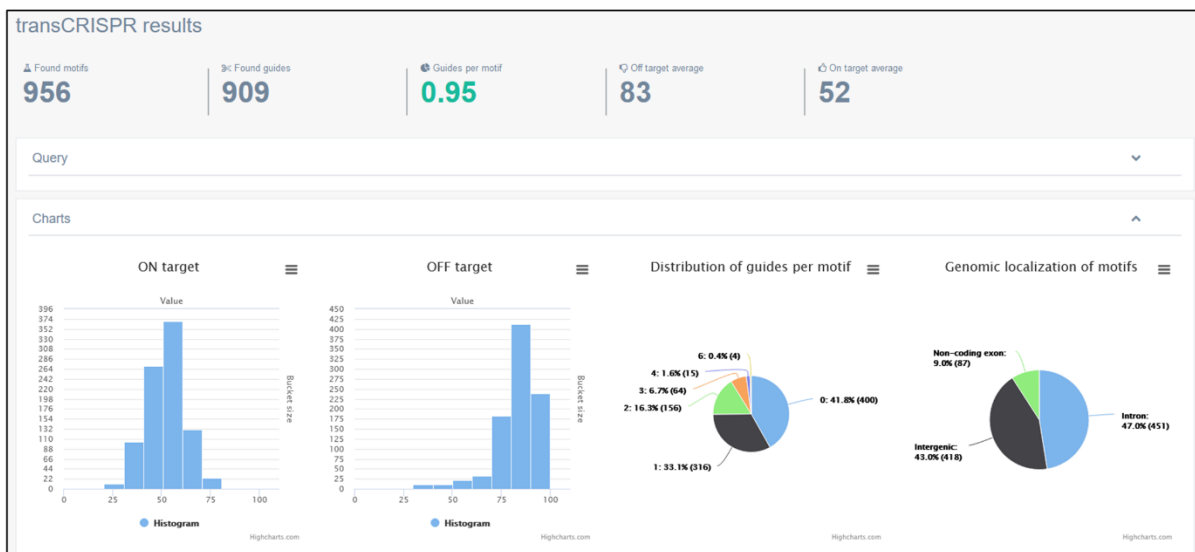 transCRISPR results
Found motifs
956
Found guides
909
Guides per motif
0.95
Off target average
83
On target average
52
Query
Charts
ON target
Value
396
374
352
330
308
286
264
242
220
198
176
154
132
110
88
66
44
22
0
0 25 50 75 100
Bucket size
Histogram
Highcharts.com
OFF target
Value
450
425
400
375
350
325
300
275
250
225
200
175
150
125
100
75
50
25
0
0 25 50 75 100
Bucket size
Histogram
Highcharts.com
Distribution of guides per motif
6: 0.4% (4)
4: 1.6% (15)
3: 6.7% (64)
2: 16.3% (156)
1: 33.1% (316)
0: 41.8% (400)
Highcharts.com
Genomic localization of motifs
Non-coding exon:
9.0% (87)
Intron:
47.0% (451)
Intergenic:
43.0% (418)
Highcharts.com